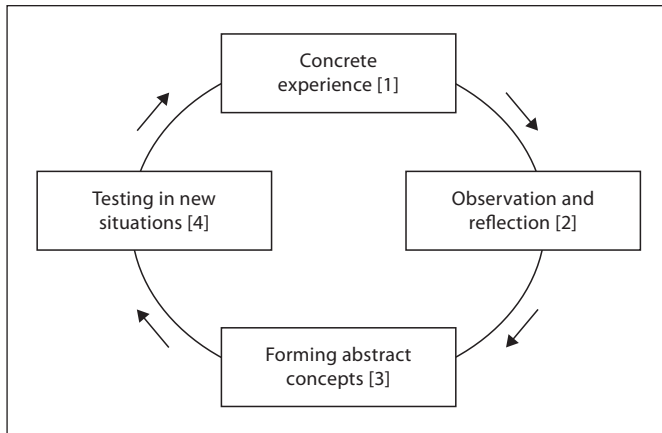 Concrete
experience [1]
Observation and
reflection [2]
Forming abstract
concepts [3]
Testing in new
situations [4]